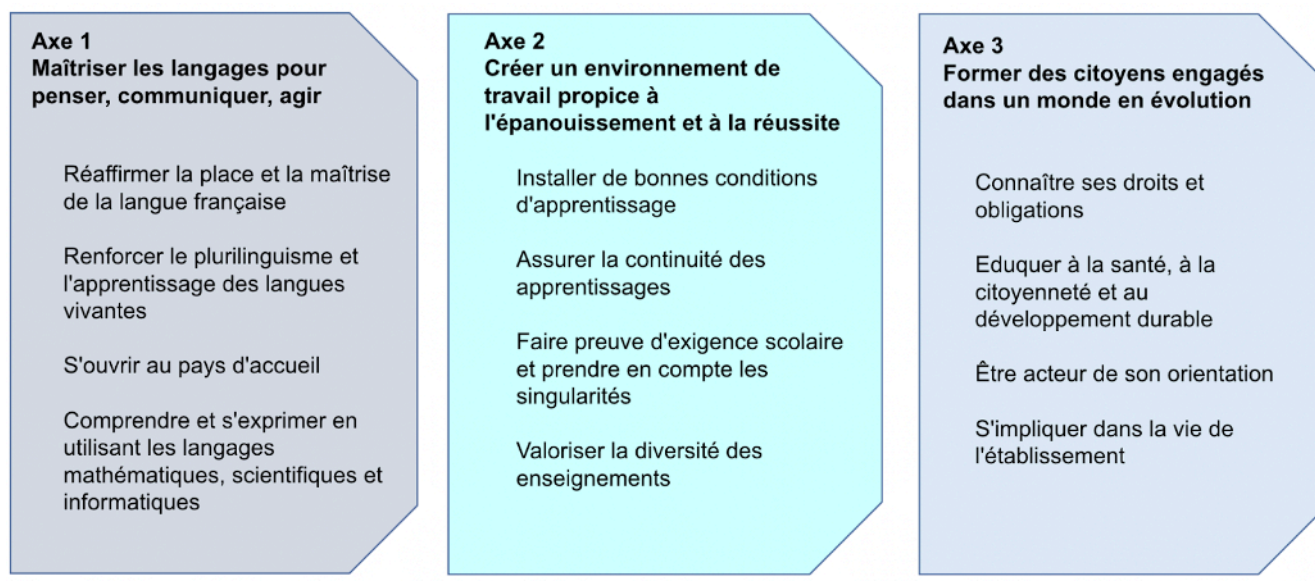 Axe 1
Maîtriser les langages pour
penser, communiquer, agir
Réaffirmer la place et la maîtrise
de la langue française
Renforcer le plurilinguisme et
l'apprentissage des langues
vivantes
S'ouvrir au pays d'accueil
Comprendre et s'exprimer en
utilisant les langages
mathématiques, scientifiques et
informatiques
Axe 2
Créer un environnement de
travail propice à
l'épanouissement et à la réussite
Installer de bonnes conditions
d'apprentissage
Assurer la continuité des
apprentissages
Faire preuve d'exigence scolaire
et prendre en compte les
singularités
Valoriser la diversité des
enseignements
Axe 3
Former des citoyens engagés
dans un monde en évolution
Connaître ses droits et
obligations
Eduquer à la santé, à la
citoyenneté et au
développement durable
Être acteur de son orientation
S'impliquer dans la vie de
l'établissement